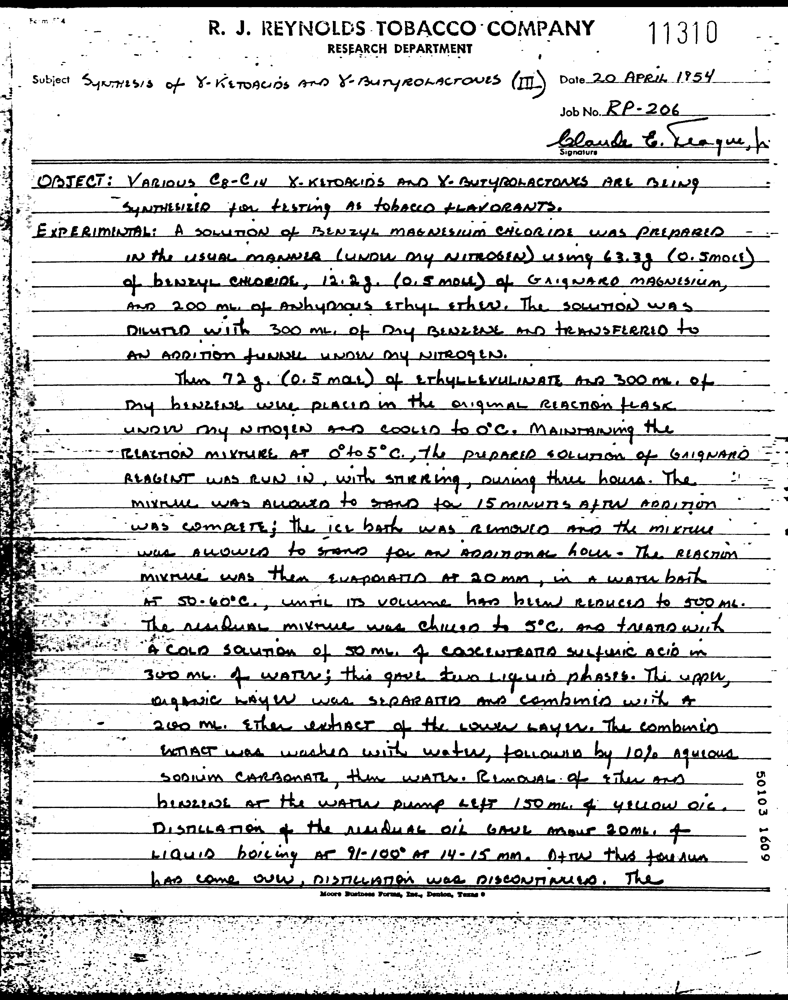 R. J. REYNOLDS TOBACCO COMPANY
11310
RESEARCH DEPARTMENT
Subject SYNTHESIS of γ-KETOACIDS AND γ-BUTYROLACTONES (III)
Date 20 APRIL 1954
Job No. RP-206
Claude E. Teague, Jr.
Signature
OBJECT: VARIOUS C8-C14 γ-KETOACIDS AND γ-BUTYROLACTONES ARE BEING
SYNTHESIZED for testing AS tobacco flavorants.
EXPERIMENTAL: A solution of BENZYL MAGNESIUM CHLORIDE WAS PREPARED
IN the usual manner (under dry NITROGEN) using 63.3g (0.5mole)
of benzyl chloride, 12.2g. (0.5 mole) of GRIGNARD MAGNESIUM,
AND 200 ml. of Anhydrous ethyl ether. The solution was
DILUTED with 300 ml. of Dry BENZENE AND TRANSFERRED to
AN ADDITION funnel under dry NITROGEN.
Then 72 g. (0.5 mole) of ETHYLLEVULINATE AND 300 ml. of
Dry benzene were placed in the original REACTION flask
under dry NITROGEN AND cooled to 0°C. MAINTAINING the
REACTION MIXTURE AT 0° to 5°C., the prepared solution of GRIGNARD
REAGENT WAS RUN IN, with stirring, during three hours. The
mixture was allowed to stand for 15 minutes after ADDITION
was complete; the ice bath was removed AND the mixture
was allowed to stand for an additional hour. The REACTION
mixture was then EVAPORATED AT 20 mm, in A WATER bath
AT 50-60°C., until its volume had been reduced to 500 ml.
The residual mixture was chilled to 5°C. and treated with
A cold solution of 50 ml. of concentrated sulfuric acid in
300 ml. of water; this gave two liquid phases. The upper,
organic layer was separated and combined with A
200 ml. Ether extract of the lower layer. The combined
extract was washed with water, followed by 10% aqueous
sodium carbonate, then water. Removal of ether and
benzene at the water pump left 150 ml. of yellow oil.
Distillation of the residual oil gave about 20 ml. of
liquid boiling at 91-100° at 14-15 mm. After this forerun
had come over, distillation was discontinued. The
50103 1609
Moore Business Forms, Inc., Denton, Texas